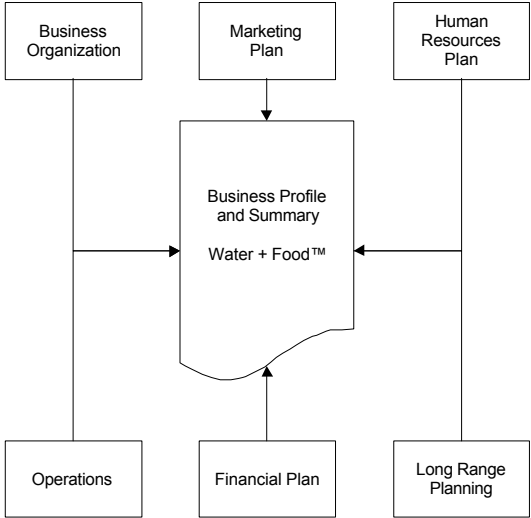 Business
Organization
Marketing
Plan
Human
Resources
Plan
Business Profile
and Summary
Water + Food™
Operations
Financial Plan
Long Range
Planning